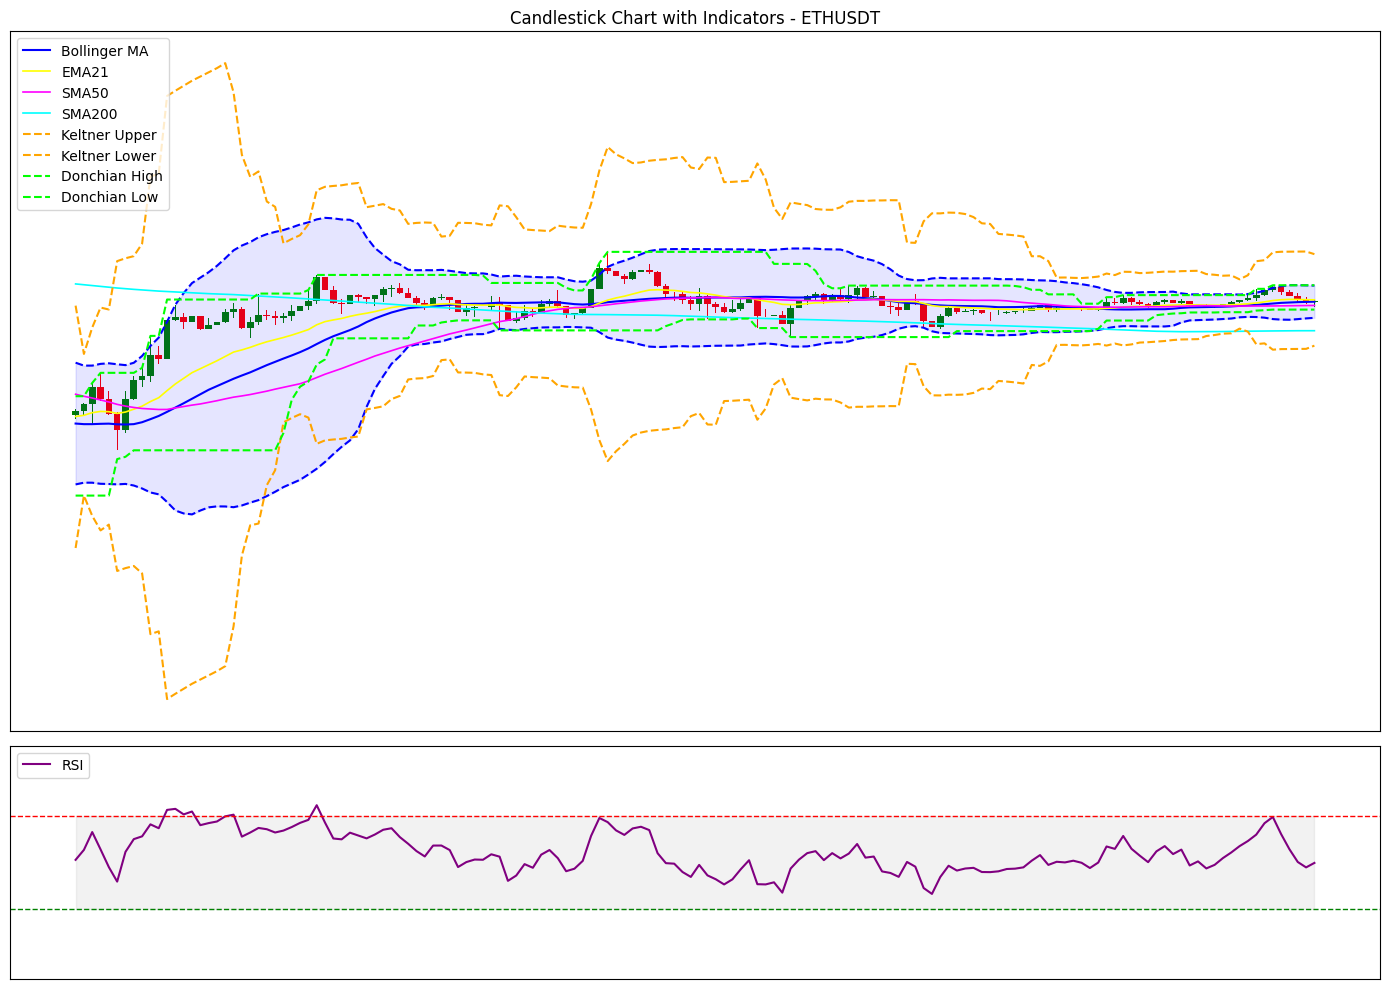 Candlestick Chart with Indicators - ETHUSDT
Bollinger MA
EMA21
SMA50
SMA200
Keltner Upper
Keltner Lower
Donchian High
Donchian Low
RSI